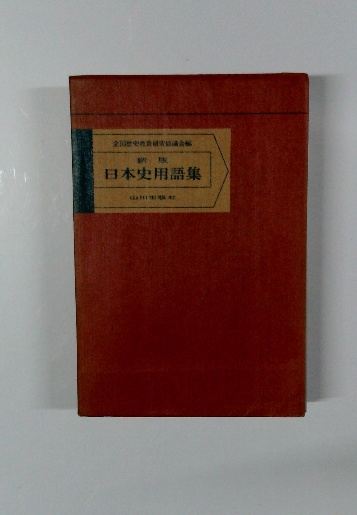 全国歴史教育研究協議会編
新版
日本史用語集
山川出版社